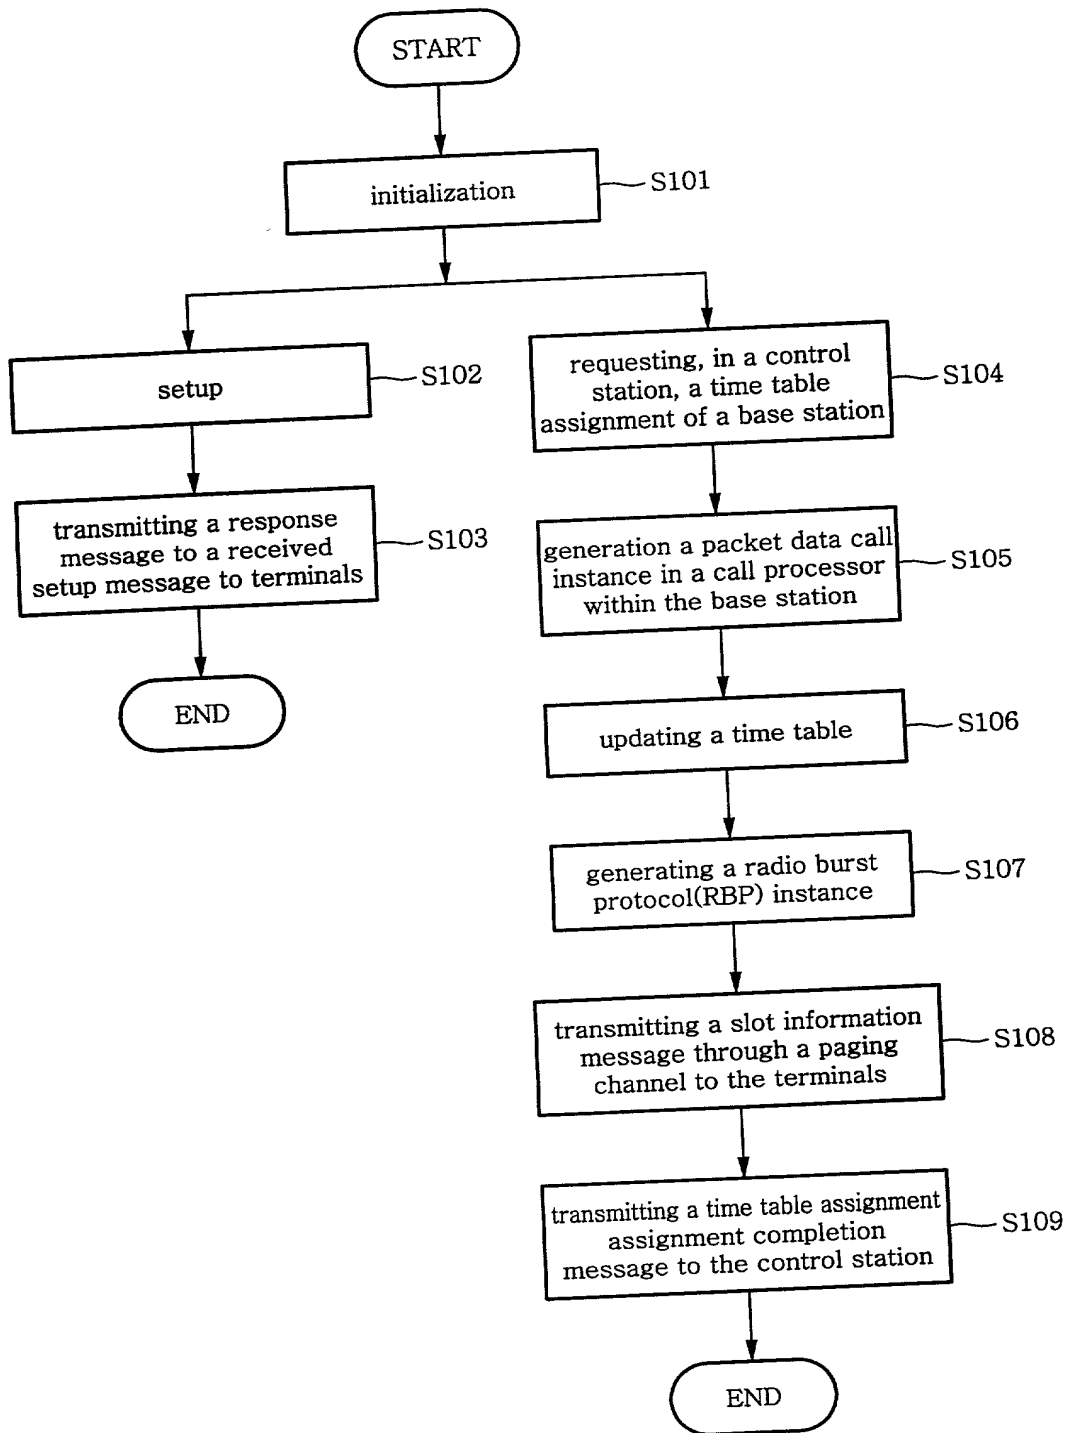 START
initialization
S101
setup
S102
transmitting a response
message to a received
setup message to terminals
S103
END
requesting, in a control
station, a time table
assignment of a base station
S104
generation a packet data call
instance in a call processor
within the base station
S105
updating a time table
S106
generating a radio burst
protocol(RBP) instance
S107
transmitting a slot information
message through a paging
channel to the terminals
S108
transmitting a time table assignment
assignment completion
message to the control station
S109
END